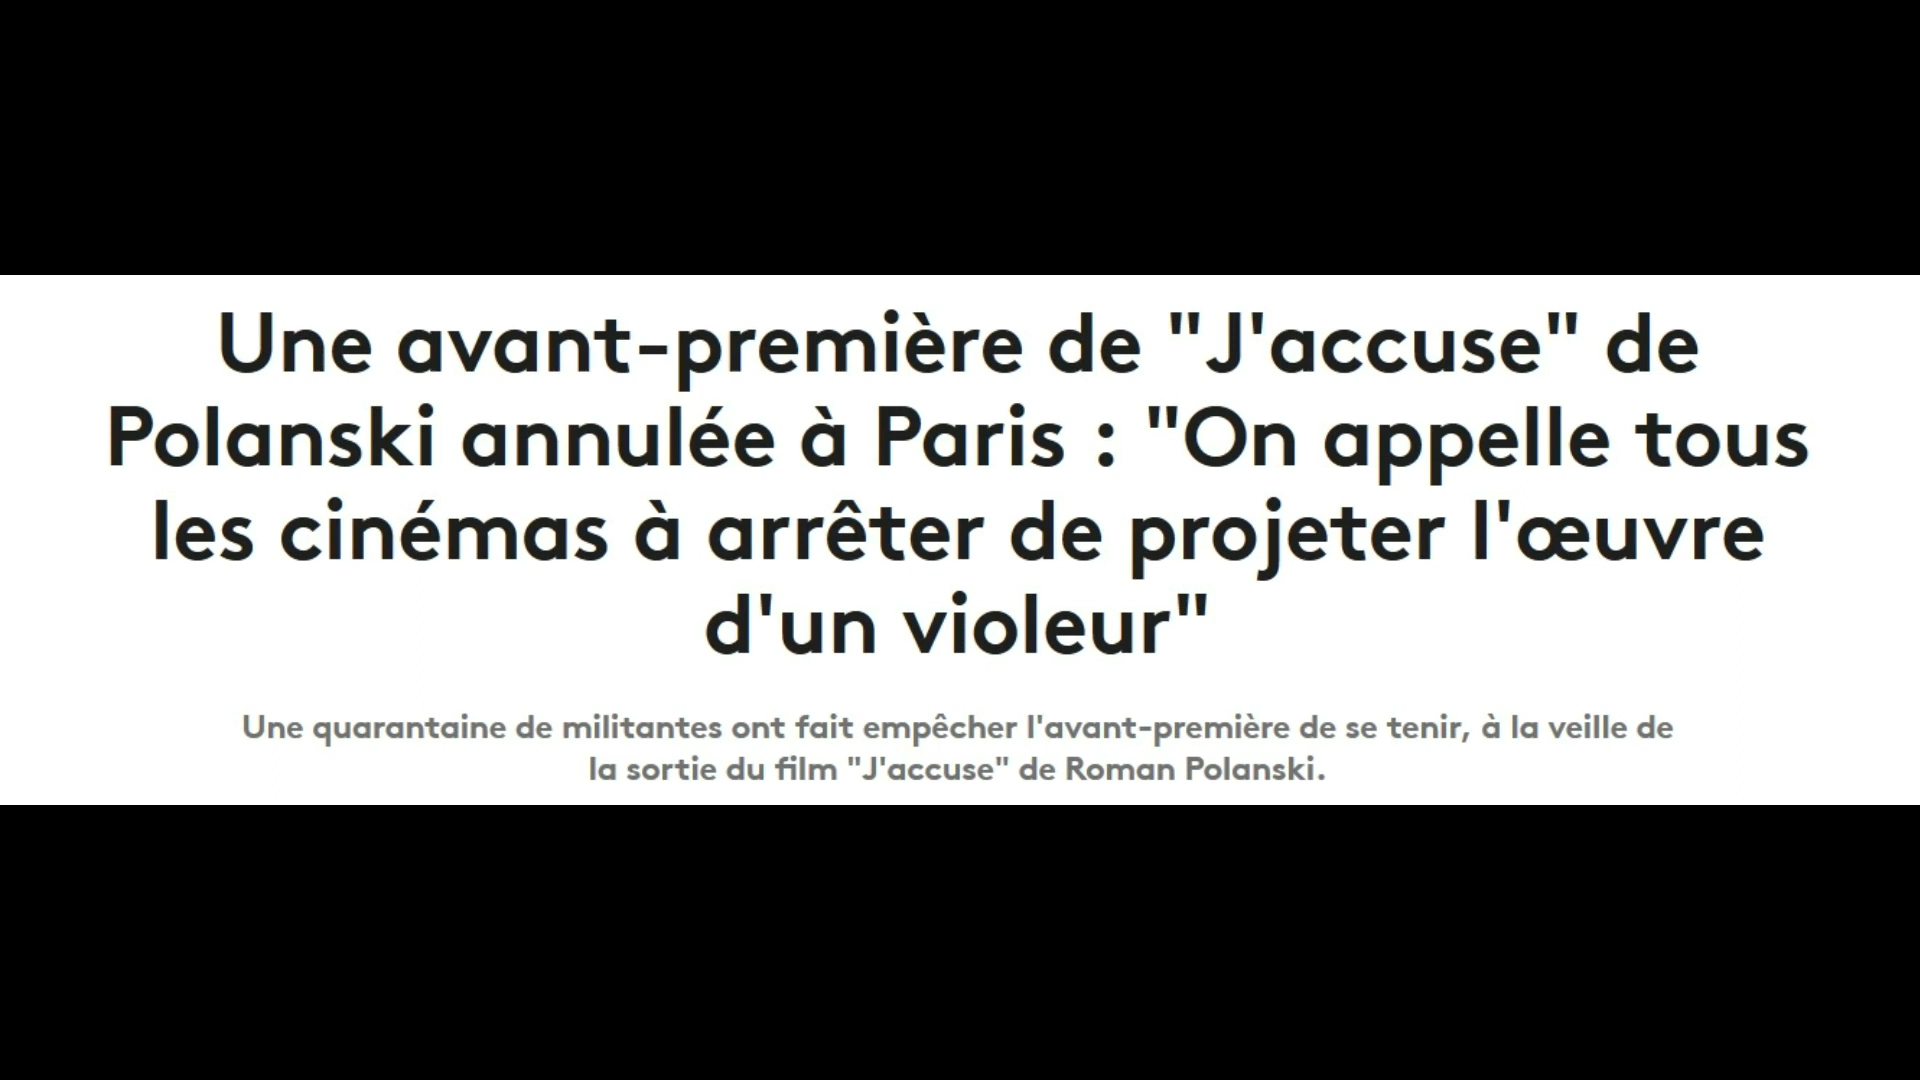 Une avant-première de "J'accuse" de
Polanski annulée à Paris : "On appelle tous
les cinémas à arrêter de projeter l'œuvre
d'un violeur"
Une quarantaine de militantes ont fait empêcher l'avant-première de se tenir, à la veille de
la sortie du film "J'accuse" de Roman Polanski.